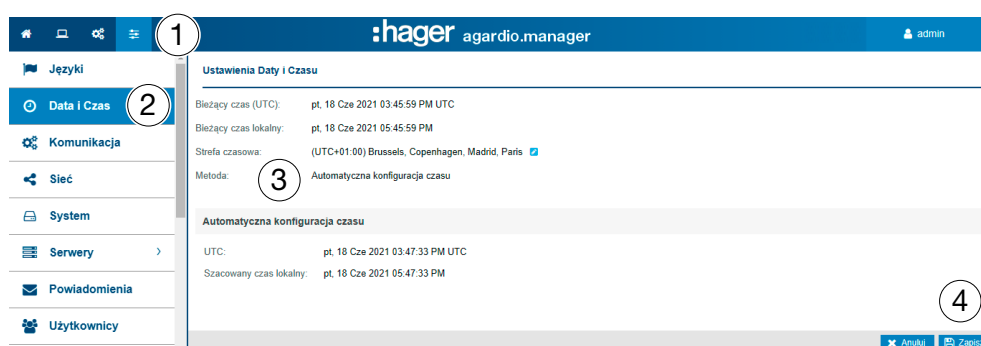 1
:hager agardio.manager
admin
Języki
Data i Czas
2
Komunikacja
Sieć
System
Serwery
Powiadomienia
Użytkownicy
Ustawienia Daty i Czasu
Bieżący czas (UTC): pt, 18 Cze 2021 03:45:59 PM UTC
Bieżący czas lokalny: pt, 18 Cze 2021 05:45:59 PM
Strefa czasowa: (UTC+01:00) Brussels, Copenhagen, Madrid, Paris
Metoda: 3 Automatyczna konfiguracja czasu
Automatyczna konfiguracja czasu
UTC: pt, 18 Cze 2021 03:47:33 PM UTC
Szacowany czas lokalny: pt, 18 Cze 2021 05:47:33 PM
4
Anuluj Zapisz